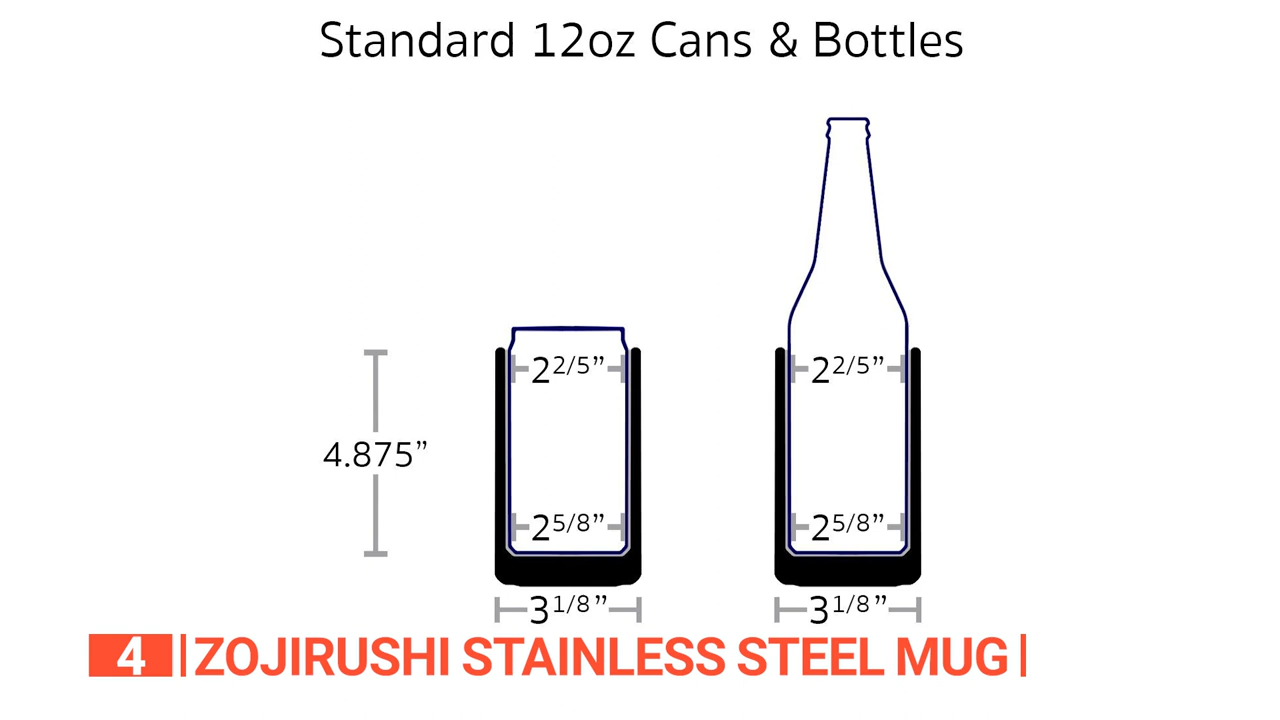 Standard 12oz Cans & Bottles
2 2/5” 2 2/5”
4.875”
2 5/8” 2 5/8”
3 1/8” 3 1/8”
4 ZOJIRUSHI STAINLESS STEEL MUG